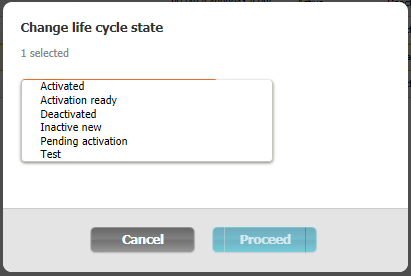 Change life cycle state
1 selected
Activated
Activation ready
Deactivated
Inactive new
Pending activation
Test
Cancel
Proceed